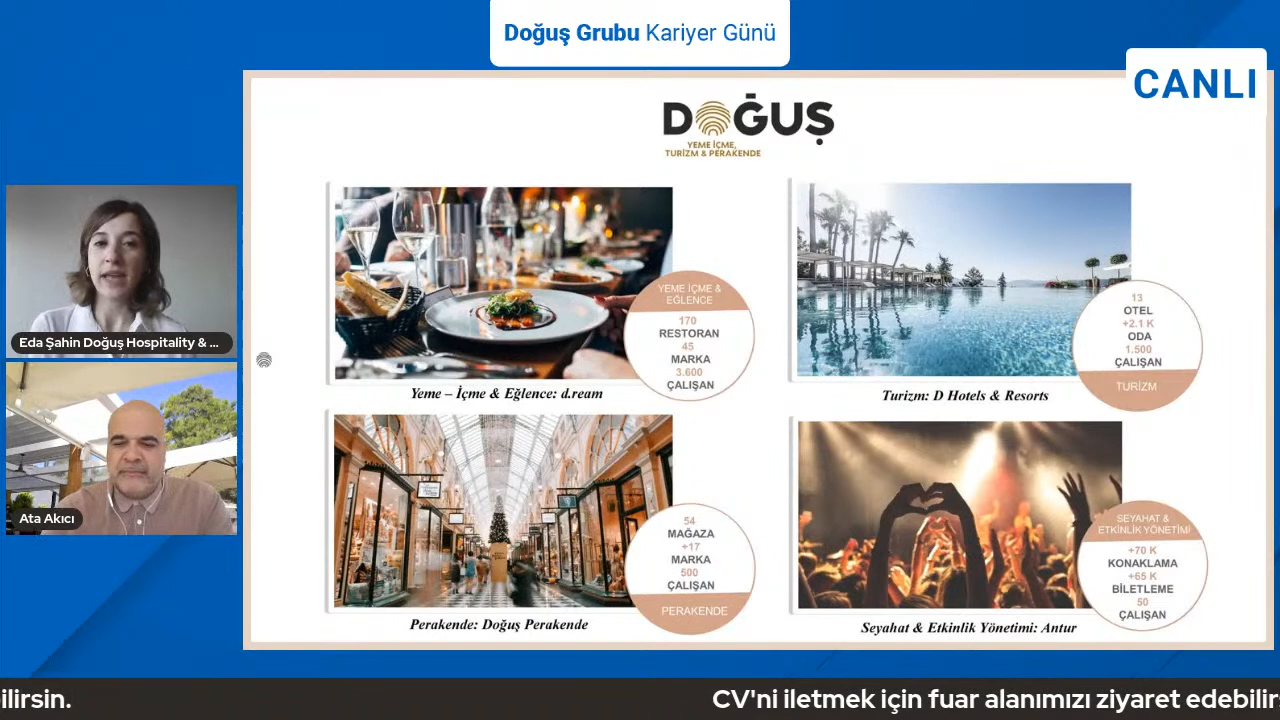 Doğuş Grubu Kariyer Günü
CANLI
DOĞUŞ
YEME İÇME,
TURİZM & PERAKENDE
YEME İÇME &
EĞLENCE
170
RESTORAN
45
MARKA
3.600
ÇALIŞAN
Yeme – İçme & Eğlence: d.ream
13
OTEL
+2.1 K
ODA
1.500
ÇALIŞAN
TURİZM
Turizm: D Hotels & Resorts
54
MAĞAZA
+17
MARKA
500
ÇALIŞAN
PERAKENDE
Perakende: Doğuş Perakende
SEYAHAT &
ETKİNLİK YÖNETİMİ
+70 K
KONAKLAMA
+65 K
BİLETLEME
50
ÇALIŞAN
Seyahat & Etkinlik Yönetimi: Antur
Eda Şahin Doğuş Hospitality & ...
Ata Akıcı
ilirsin.
CV'ni iletmek için fuar alanımızı ziyaret edebilir